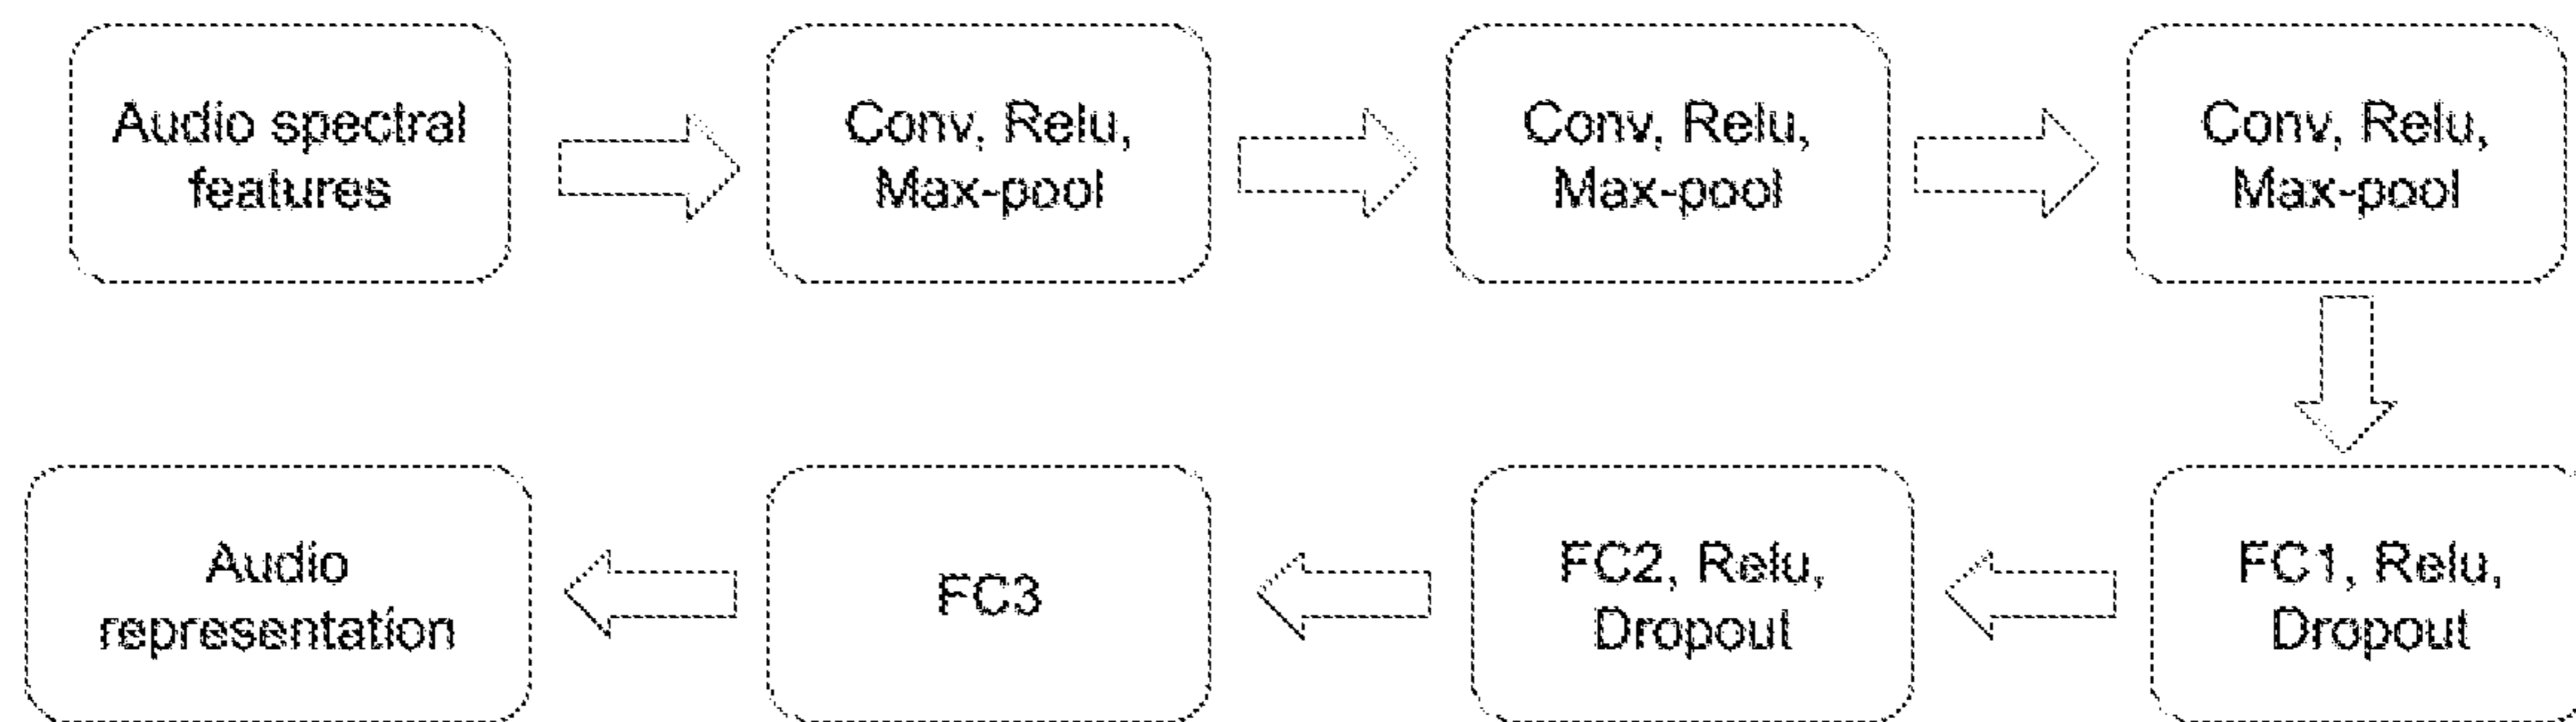 Audio spectral
features
Conv, Relu,
Max-pool
Conv, Relu,
Max-pool
Conv, Relu,
Max-pool
FC1, Relu,
Dropout
FC2, Relu,
Dropout
FC3
Audio
representation